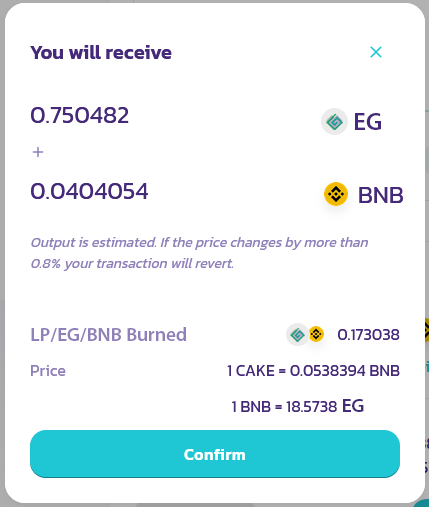 You will receive
0.750482 EG
+
0.0404054 BNB
Output is estimated. If the price changes by more than
0.8% your transaction will revert.
LP/EG/BNB Burned 0.173038
Price 1 CAKE = 0.0538394 BNB
1 BNB = 18.5738 EG
Confirm